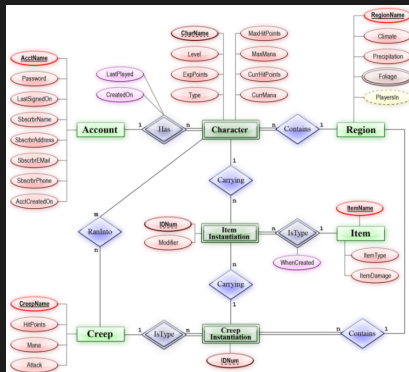 RegionName
CharName
MaxHitPoints
Climate
AcctName
LastPlayed
Level
MaxMana
Precipitation
Password
CreatedOn
ExpPoints
CurrHitPoints
Foliage
LastSignedOn
Type
CurrMana
PlayersIn
SbscrbrName
Account
1
Has
n
Character
n
Contains
1
Region
SbscrbrAddress
SbscrbrEMail
SbscrbrPhone
AcctCreatedOn
m
1
1
Carrying
n
ItemName
RanInto
IDNum
Modifier
Item
Instantiation
n
IsType
1
Item
1
WhenCreated
ItemType
ItemDamage
Carrying
n
CreepName
HitPoints
Mana
Attack
n
Creep
1
IsType
n
Creep
Instantiation
n
Contains
1
IDNum